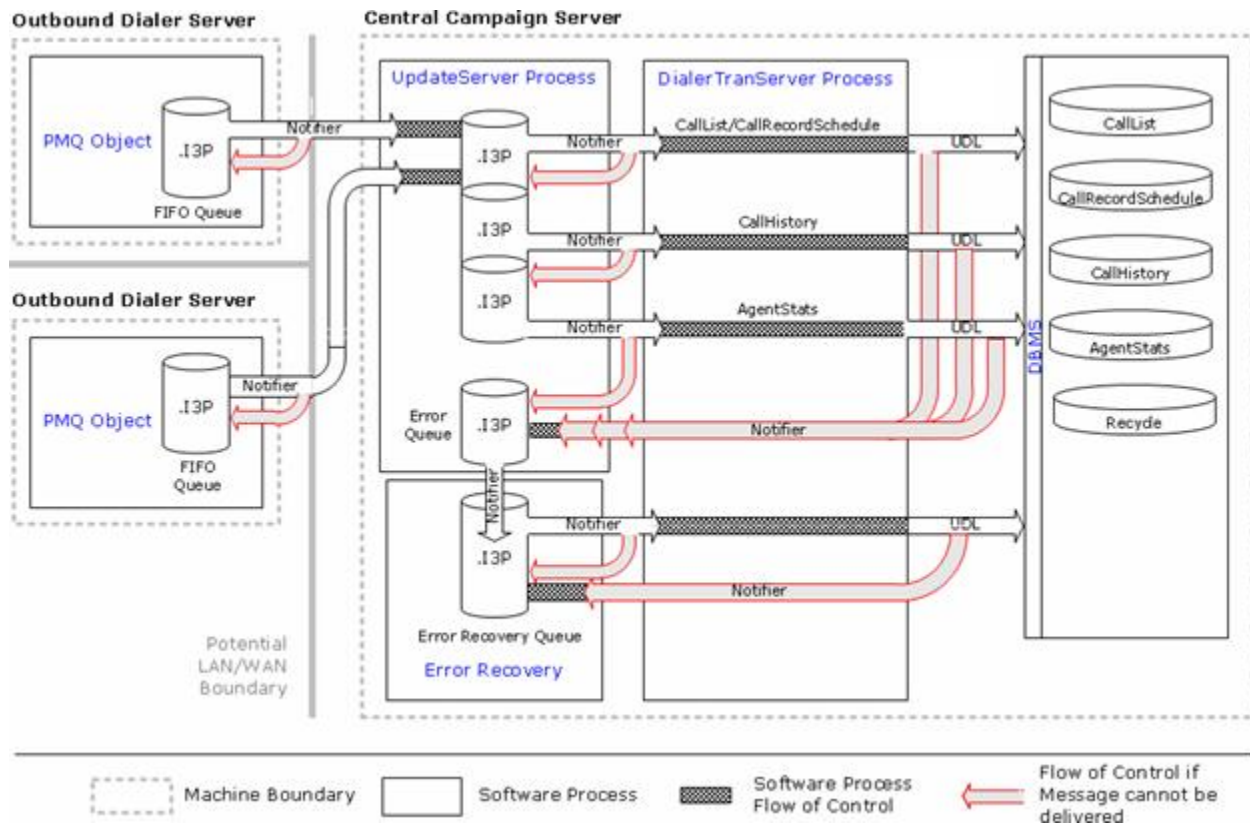 Outbound Dialer Server
PMQ Object
.I3P
FIFO Queue
Notifier
Outbound Dialer Server
PMQ Object
.I3P
FIFO
Queue
Notifier
Potential
LAN/WAN
Boundary
Central Campaign Server
UpdateServer Process
DialerTranServer Process
.I3P
Notifier
CallList/CallRecordSchedule
UDL
.I3P
Notifier
CallHistory
UDL
.I3P
Notifier
AgentStats
UDL
Error
Queue
.I3P
Notifier
Notifier
.I3P
Notifier
UDL
Notifier
Error Recovery Queue
Error Recovery
DBMS
CallList
CallRecordSchedule
CallHistory
AgentStats
Recycle
Machine Boundary
Software Process
Software Process
Flow of Control
Flow of Control if
Message cannot be
delivered